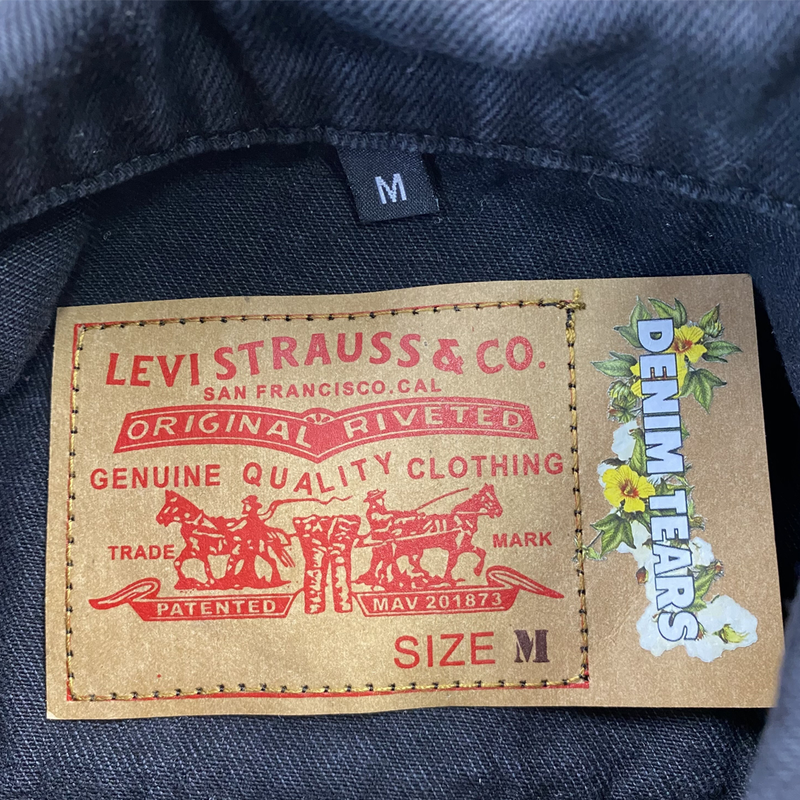 M
LEVI STRAUSS & CO.
SAN FRANCISCO.CAL
ORIGINAL RIVETED
GENUINE QUALITY CLOTHING
TRADE MARK
PATENTED MAV 201873
SIZE M
DENIM TEARS